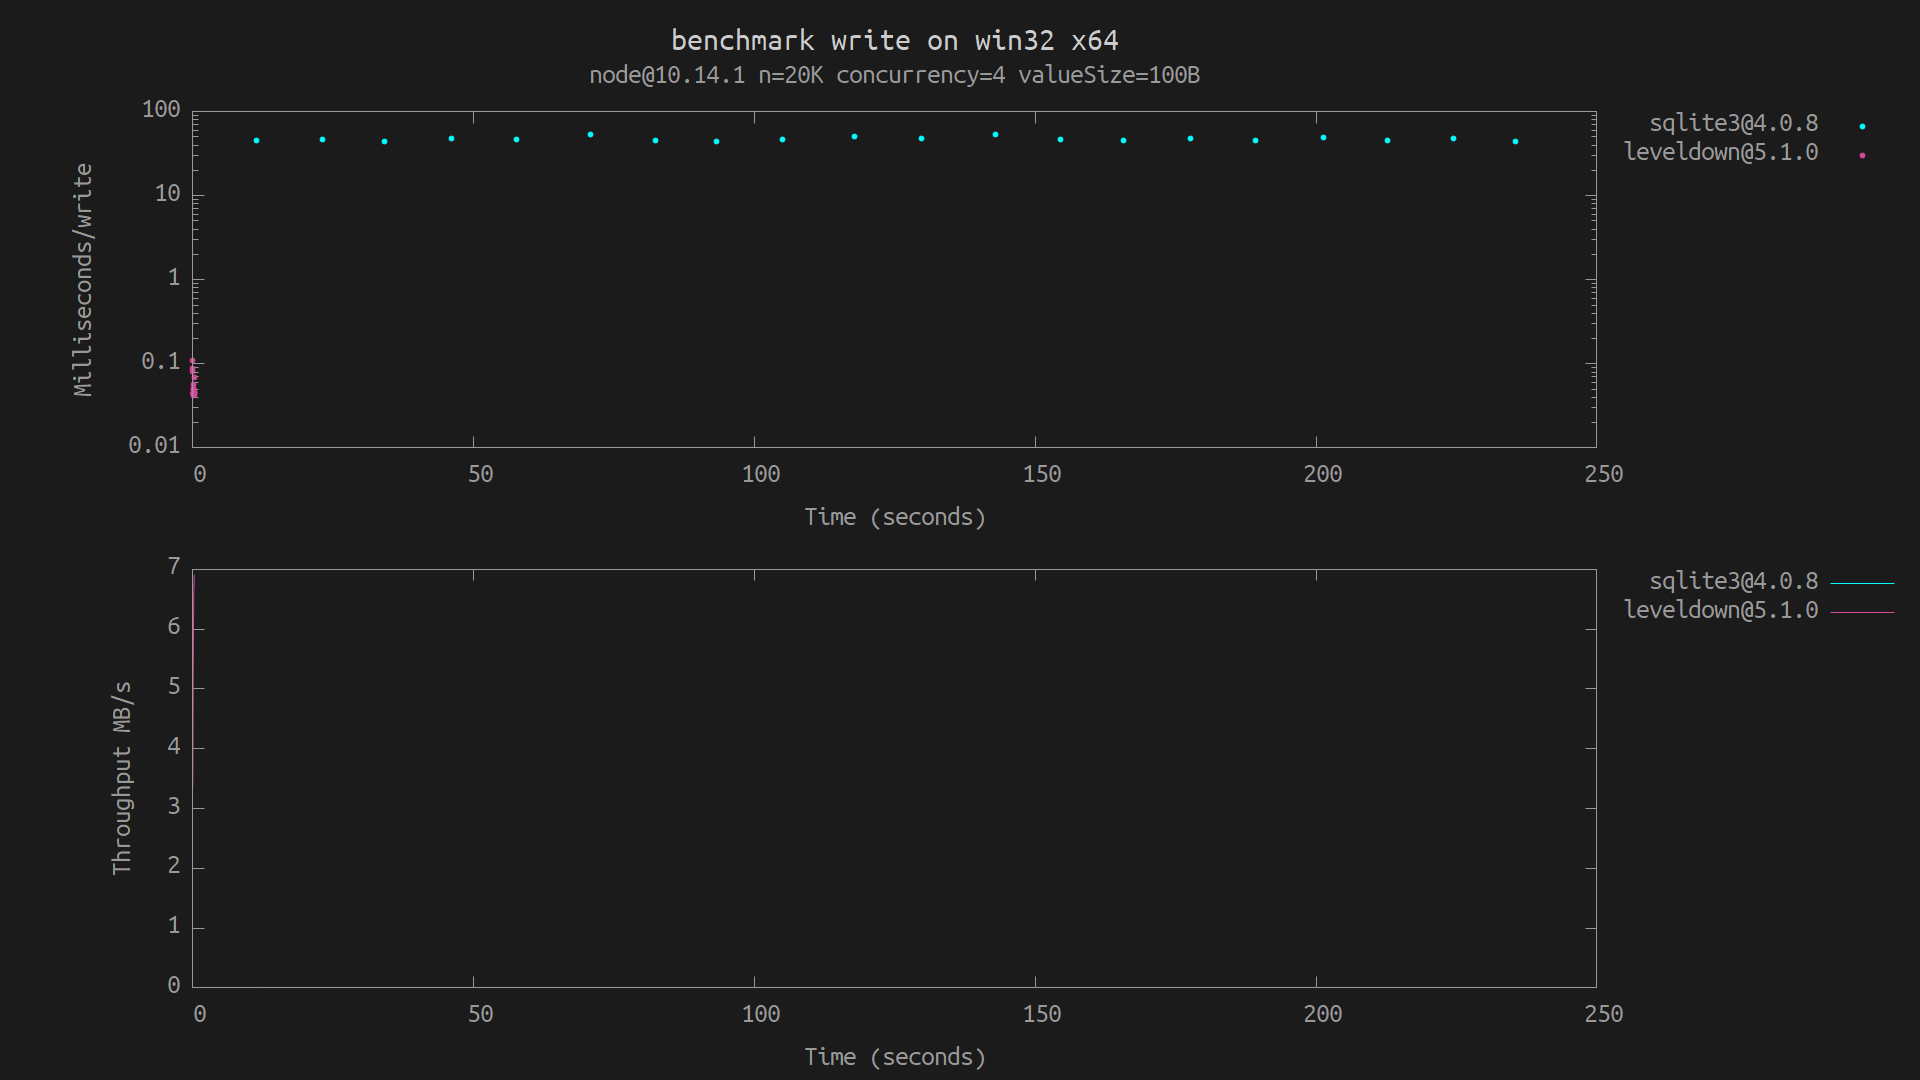 benchmark write on win32 x64
node@10.14.1 n=20K concurrency=4 valueSize=100B
sqlite3@4.0.8
leveldown@5.1.0
Milliseconds/write
100
10
1
0.1
0.01
0 50 100 150 200 250
Time (seconds)
sqlite3@4.0.8
leveldown@5.1.0
Throughput MB/s
7
6
5
4
3
2
1
0
0 50 100 150 200 250
Time (seconds)